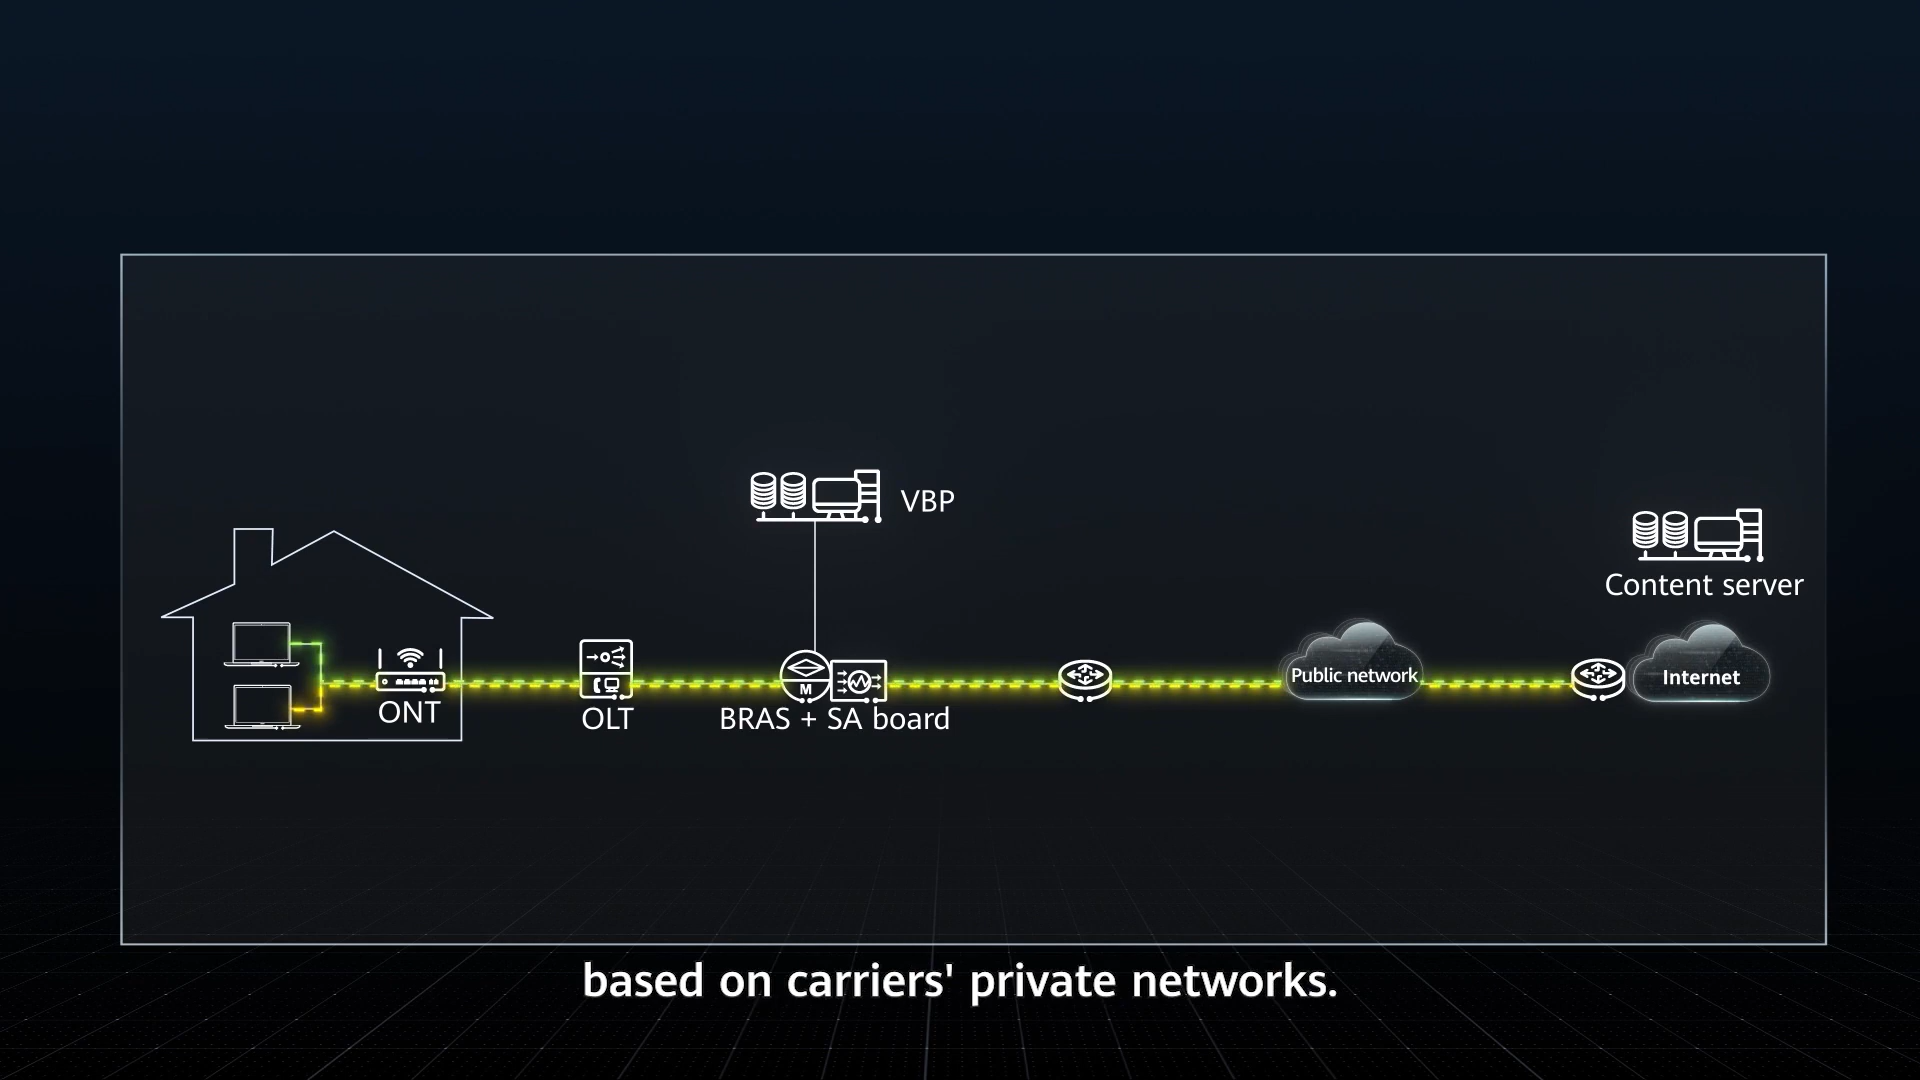 VBP
Content server
Public network
Internet
M
ONT
OLT
BRAS + SA board
based on carriers' private networks.